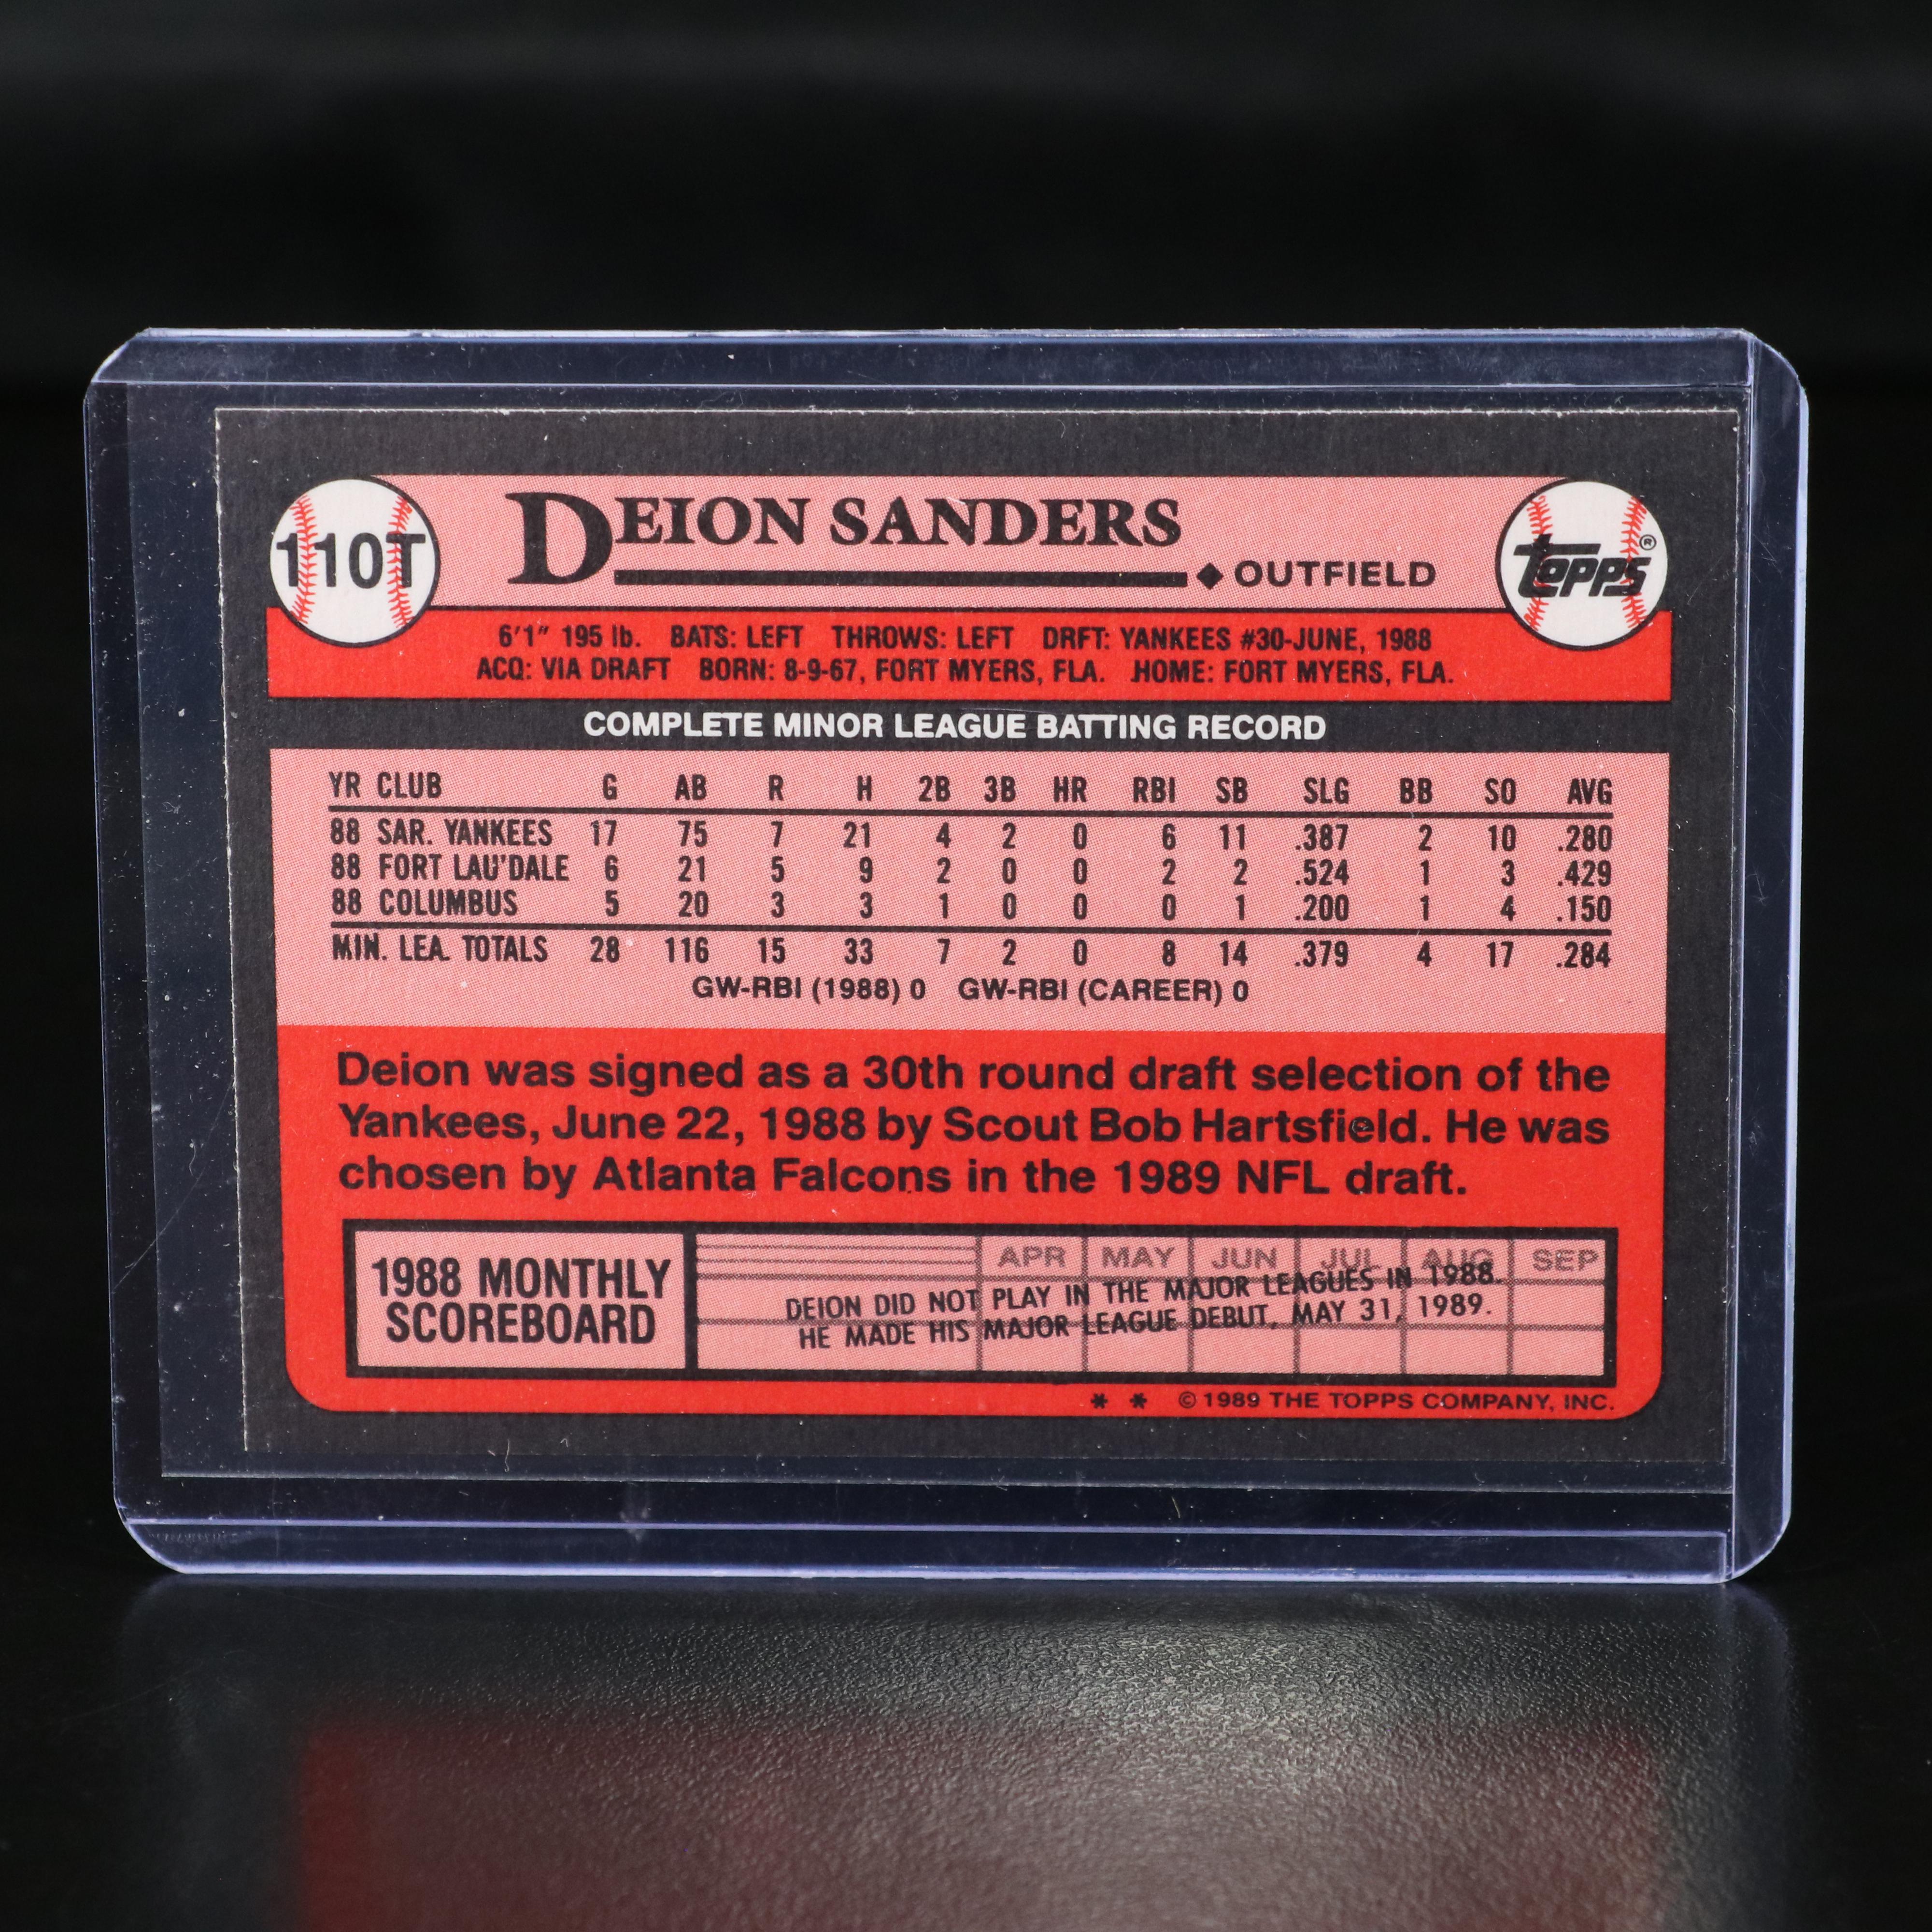 110T
DEION SANDERS
◆ OUTFIELD
topps®
6'1" 195 lb. BATS: LEFT THROWS: LEFT DRFT: YANKEES #30-JUNE, 1988
ACQ: VIA DRAFT BORN: 8-9-67, FORT MYERS, FLA. HOME: FORT MYERS, FLA.
COMPLETE MINOR LEAGUE BATTING RECORD
YR CLUB G AB R H 2B 3B HR RBI SB SLG BB SO AVG
88 SAR. YANKEES 17 75 7 21 4 2 0 6 11 .387 2 10 .280
88 FORT LAU'DALE 6 21 5 9 2 0 0 2 2 .524 1 3 .429
88 COLUMBUS 5 20 3 3 1 0 0 0 1 .200 1 4 .150
MIN. LEA. TOTALS 28 116 15 33 7 2 0 8 14 .379 4 17 .284
GW-RBI (1988) 0 GW-RBI (CAREER) 0
Deion was signed as a 30th round draft selection of the
Yankees, June 22, 1988 by Scout Bob Hartsfield. He was
chosen by Atlanta Falcons in the 1989 NFL draft.
1988 MONTHLY
SCOREBOARD
APR MAY JUN JUL AUG SEP
DEION DID NOT PLAY IN THE MAJOR LEAGUES IN 1988.
HE MADE HIS MAJOR LEAGUE DEBUT, MAY 31, 1989.
* * © 1989 THE TOPPS COMPANY, INC.